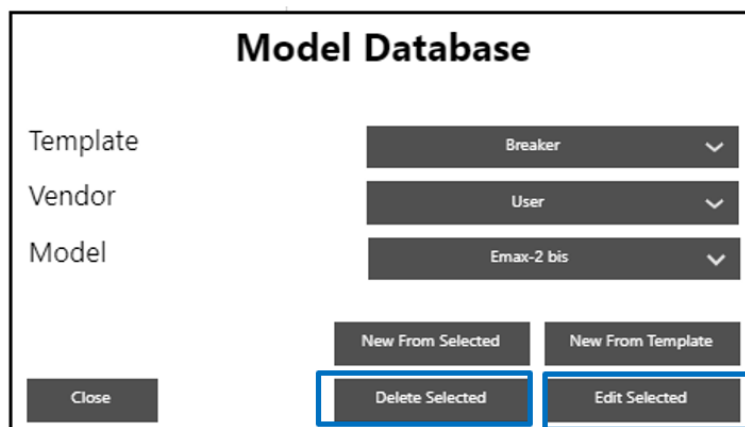 Model Database
Template
Breaker
Vendor
User
Model
Emax-2 bis
New From Selected
New From Template
Close
Delete Selected
Edit Selected